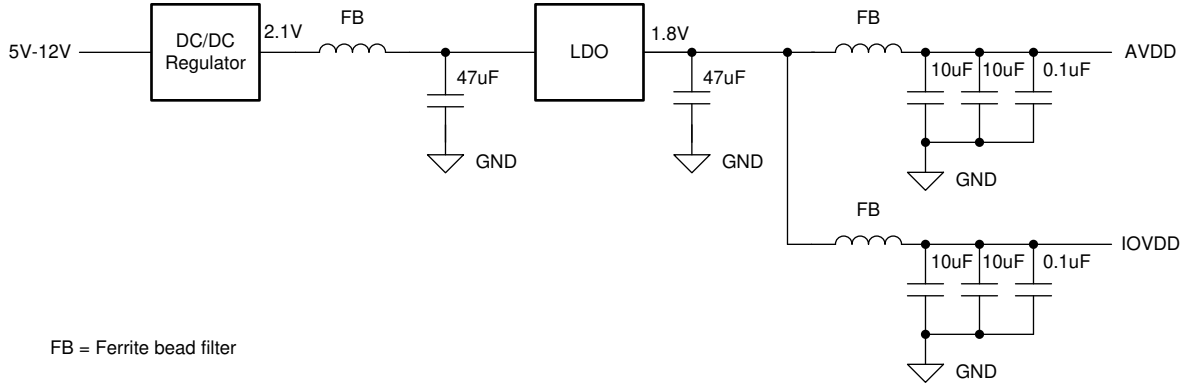 FB
FB
5V-12V
DC/DC
Regulator
2.1V
LDO
1.8V
AVDD
47uF
47uF
10uF
10uF
0.1uF
GND
GND
GND
FB
IOVDD
10uF
10uF
0.1uF
GND
FB = Ferrite bead filter